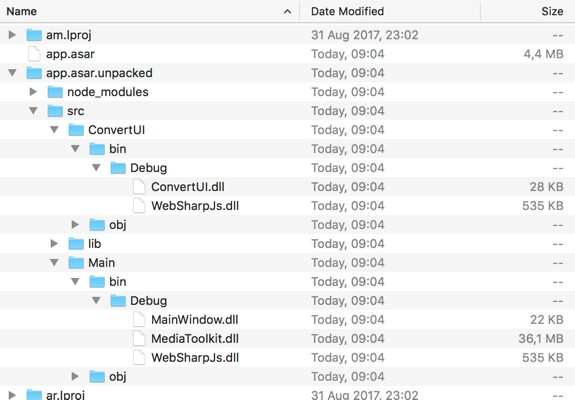 Name Date Modified Size
am.lproj 31 Aug 2017, 23:02 --
app.asar Today, 09:04 4,4 MB
app.asar.unpacked Today, 09:04 --
node_modules Today, 09:04 --
src Today, 09:04 --
ConvertUI Today, 09:04 --
bin Today, 09:04 --
Debug Today, 09:04 --
ConvertUI.dll Today, 09:04 28 KB
WebSharpJs.dll Today, 09:04 535 KB
obj Today, 09:04 --
lib Today, 09:04 --
Main Today, 09:04 --
bin Today, 09:04 --
Debug Today, 09:04 --
MainWindow.dll Today, 09:04 22 KB
MediaToolkit.dll Today, 09:04 36,1 MB
WebSharpJs.dll Today, 09:04 535 KB
obj Today, 09:04 --
ar.lproj 31 Aug 2017, 23:02 --